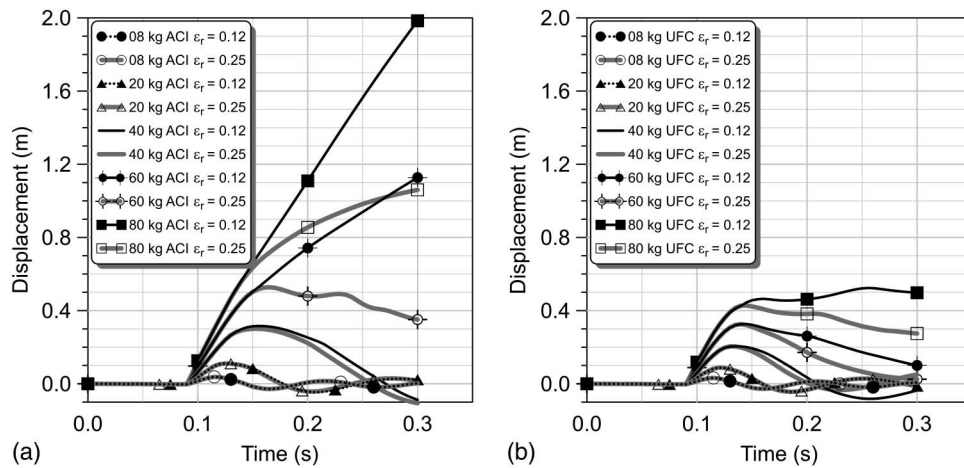 2.0
1.6
1.2
0.8
0.4
0.0
Displacement (m)
08 kg ACI εr = 0.12
08 kg ACI εr = 0.25
20 kg ACI εr = 0.12
20 kg ACI εr = 0.25
40 kg ACI εr = 0.12
40 kg ACI εr = 0.25
60 kg ACI εr = 0.12
60 kg ACI εr = 0.25
80 kg ACI εr = 0.12
80 kg ACI εr = 0.25
0.0 0.1 0.2 0.3
(a) Time (s)
2.0
1.6
1.2
0.8
0.4
0.0
Displacement (m)
08 kg UFC εr = 0.12
08 kg UFC εr = 0.25
20 kg UFC εr = 0.12
20 kg UFC εr = 0.25
40 kg UFC εr = 0.12
40 kg UFC εr = 0.25
60 kg UFC εr = 0.12
60 kg UFC εr = 0.25
80 kg UFC εr = 0.12
80 kg UFC εr = 0.25
0.0 0.1 0.2 0.3
(b) Time (s)